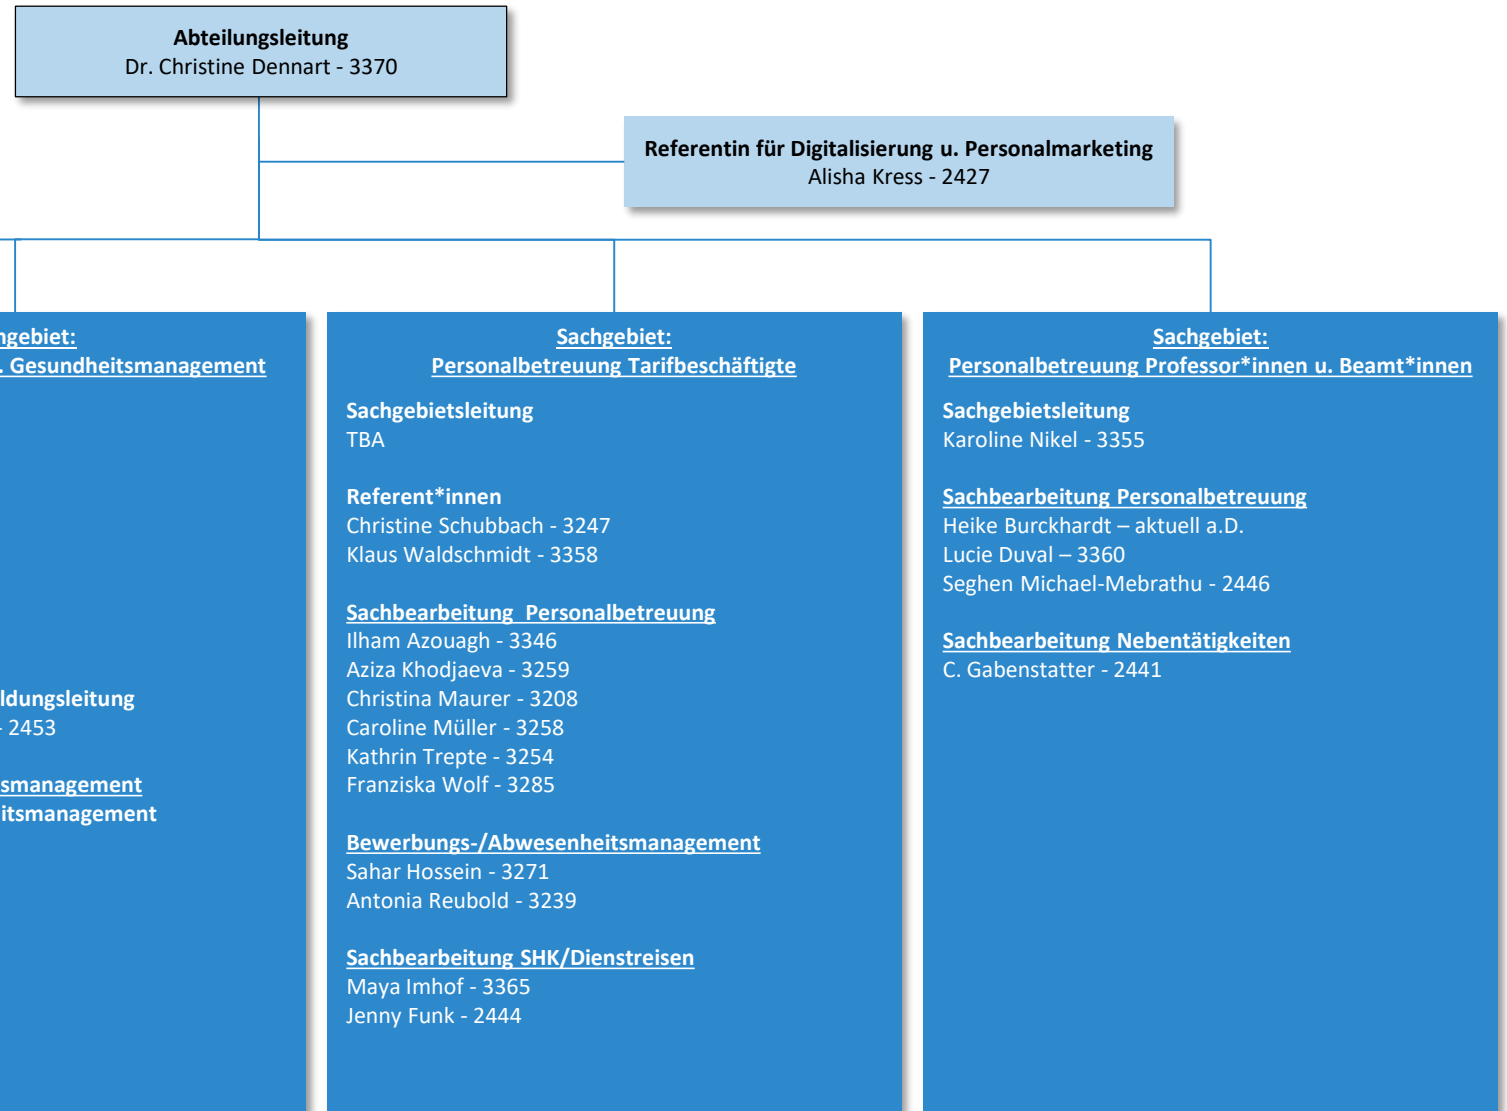 Abteilungsleitung
Dr. Christine Dennart - 3370
Referentin für Digitalisierung u. Personalmarketing
Alisha Kress - 2427
. Gesundheitsmanagement
- 2453
Sachgebiet:
Personalbetreuung Tarifbeschäftigte
Sachgebietsleitung
TBA
Referent*innen
Christine Schubbach - 3247
Klaus Waldschmidt - 3358
Sachbearbeitung  Personalbetreuung
Ilham Azouagh - 3346
Aziza Khodjaeva - 3259
Christina Maurer - 3208
Caroline Müller - 3258
Kathrin Trepte - 3254
Franziska Wolf - 3285
Bewerbungs-/Abwesenheitsmanagement
Sahar Hossein - 3271
Antonia Reubold - 3239
Sachbearbeitung SHK/Dienstreisen
Maya Imhof - 3365
Jenny Funk - 2444
Sachgebiet:
Personalbetreuung Professor*innen u. Beamt*innen
Sachgebietsleitung
Karoline Nikel - 3355
Sachbearbeitung Personalbetreuung
Heike Burckhardt – aktuell a.D.
Lucie Duval – 3360
Seghen Michael-Mebrathu - 2446
Sachbearbeitung Nebentätigkeiten
C. Gabenstatter - 2441